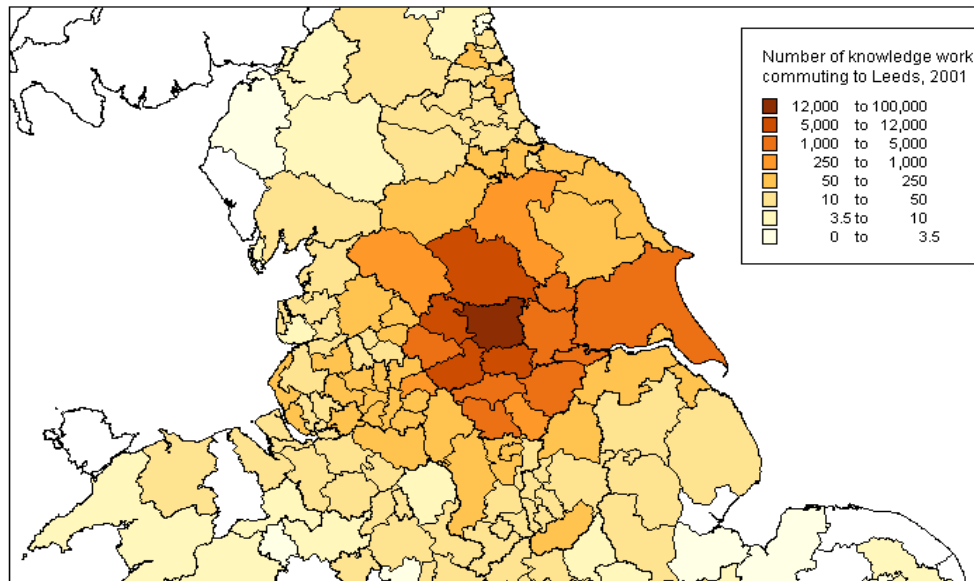 Number of knowledge work
commuting to Leeds, 2001
12,000 to 100,000
5,000 to 12,000
1,000 to 5,000
250 to 1,000
50 to 250
10 to 50
3.5 to 10
0 to 3.5